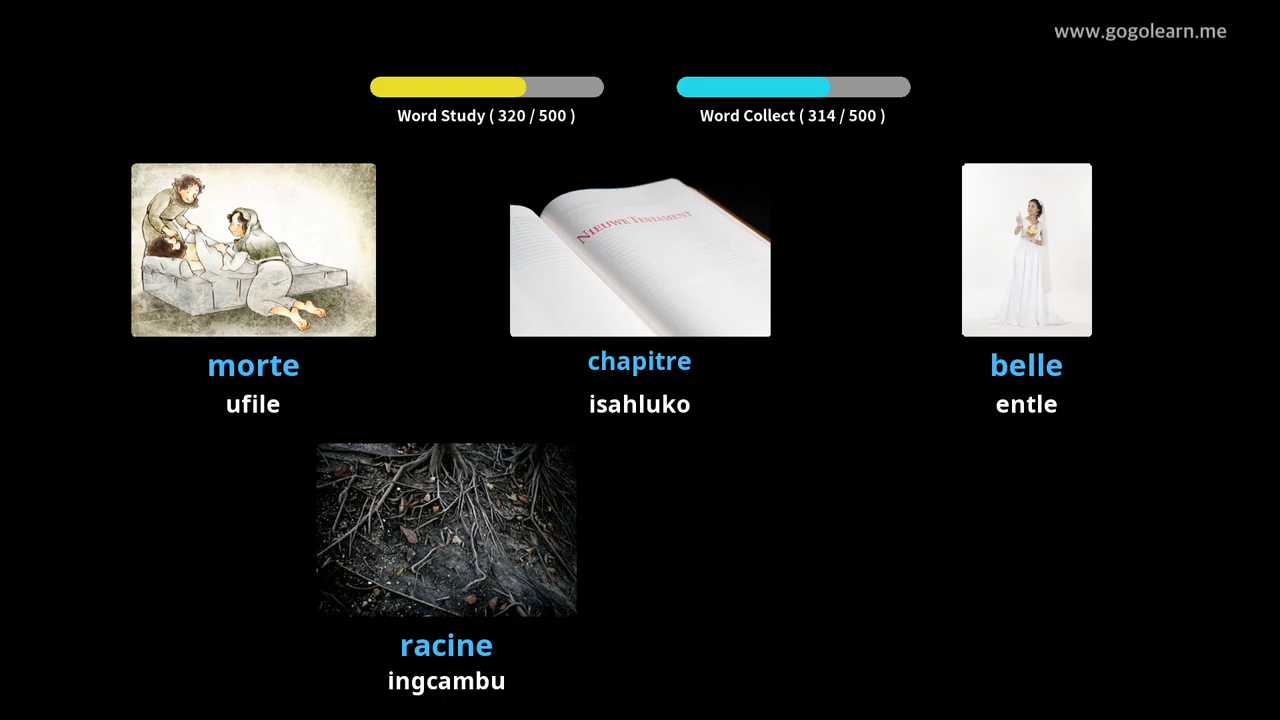 www.gogolearn.me
Word Study ( 320 / 500 )
Word Collect ( 314 / 500 )
NIEUWE TESTAMENT
morte
ufile
chapitre
isahluko
belle
entle
racine
ingcambu